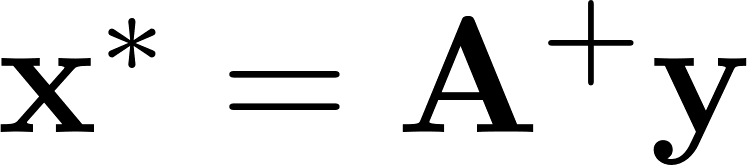 x* = A⁺y